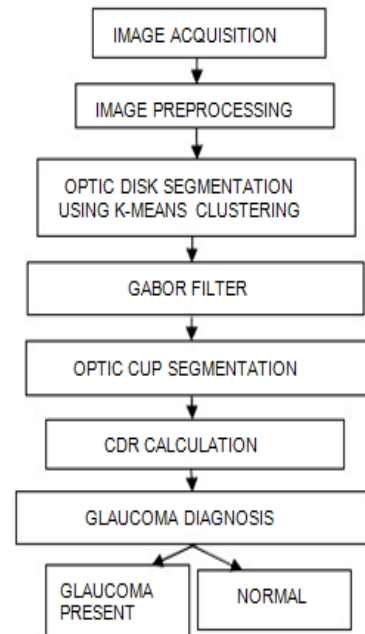 IMAGE ACQUISITION
IMAGE PREPROCESSING
OPTIC DISK SEGMENTATION
USING K-MEANS CLUSTERING
GABOR FILTER
OPTIC CUP SEGMENTATION
CDR CALCULATION
GLAUCOMA DIAGNOSIS
GLAUCOMA
PRESENT
NORMAL